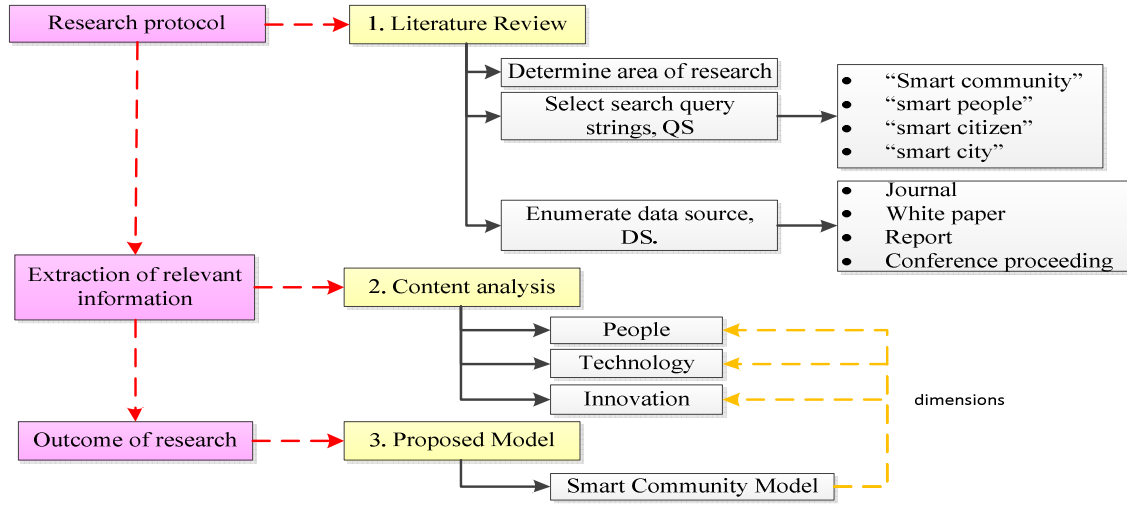 Research protocol
1. Literature Review
Determine area of research
Select search query
strings, QS
• “Smart community”
• “smart people”
• “smart citizen”
• “smart city”
Enumerate data source,
DS.
• Journal
• White paper
• Report
• Conference proceeding
Extraction of relevant
information
2. Content analysis
People
Technology
Innovation
dimensions
Outcome of research
3. Proposed Model
Smart Community Model